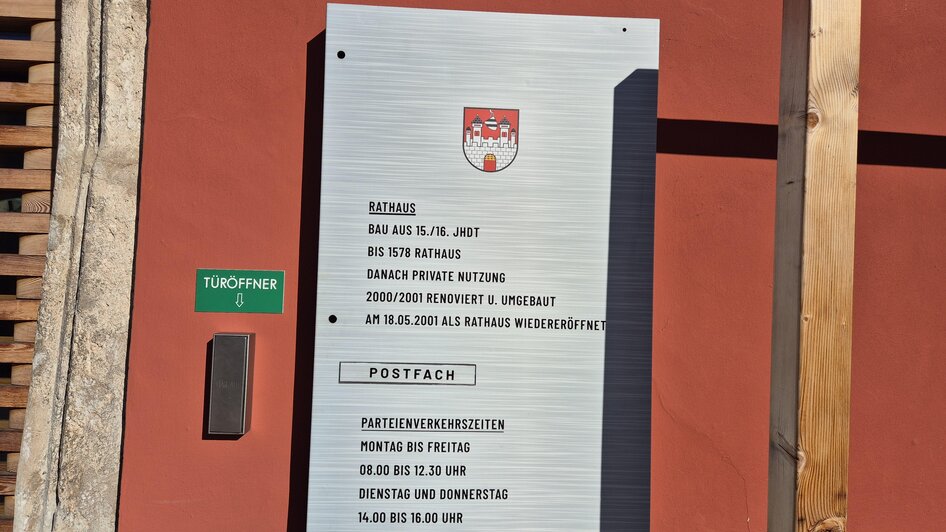 RATHAUS
BAU AUS 15./16. JHDT
BIS 1578 RATHAUS
DANACH PRIVATE NUTZUNG
2000/2001 RENOVIERT U. UMGEBAUT
AM 18.05.2001 ALS RATHAUS WIEDERERÖFFNET
TÜRÖFFNER
POSTFACH
PARTEIENVERKEHRSZEITEN
MONTAG BIS FREITAG
08.00 BIS 12.30 UHR
DIENSTAG UND DONNERSTAG
14.00 BIS 16.00 UHR